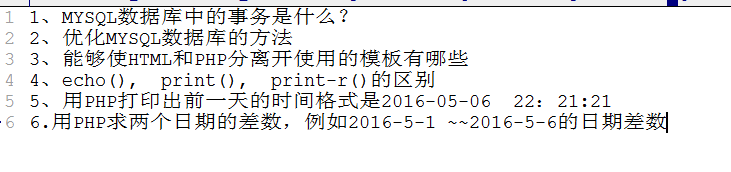 1 1、MYSQL数据库中的事务是什么？
2 2、优化MYSQL数据库的方法
3 3、能够使HTML和PHP分离开使用的模板有哪些
4 4、echo(), print(), print-r()的区别
5 5、用PHP打印出前一天的时间格式是2016-05-06 22：21:21
6 6.用PHP求两个日期的差数，例如2016-5-1 ~~2016-5-6的日期差数